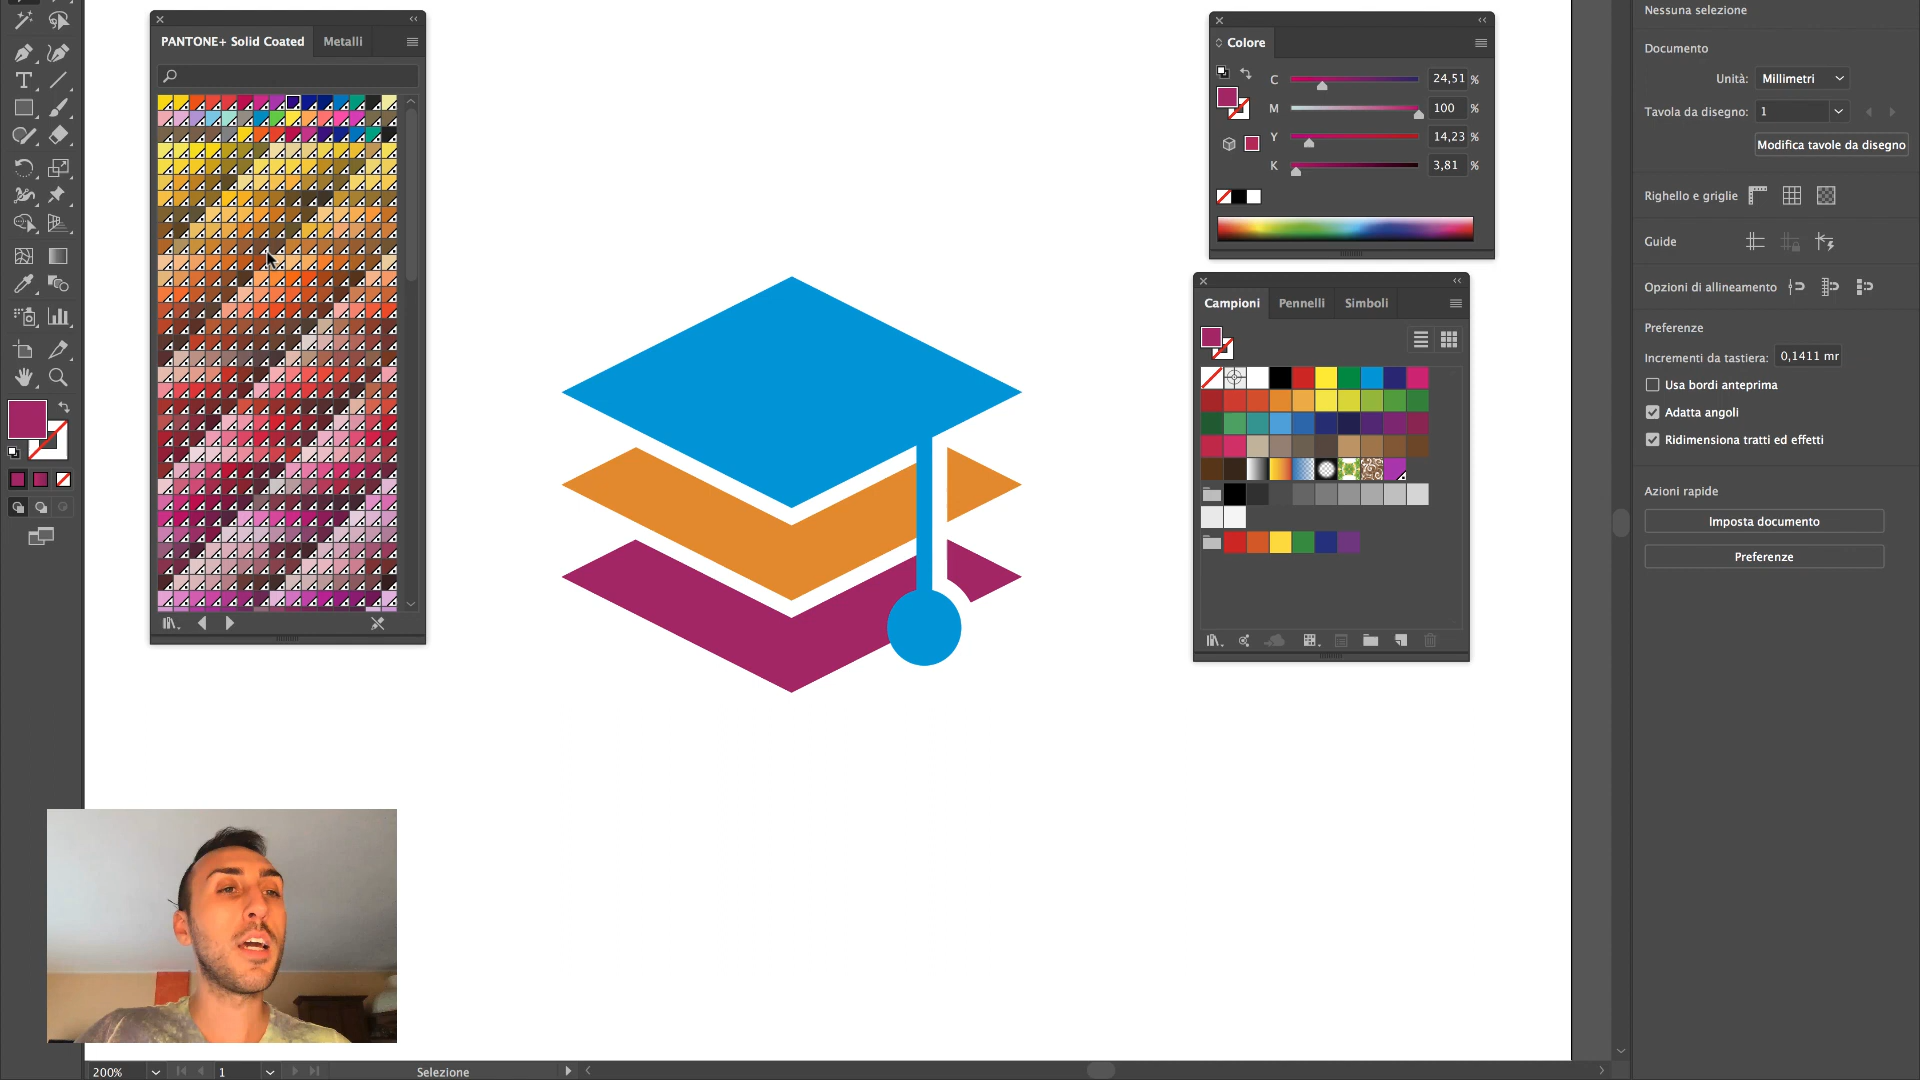 PANTONE+ Solid Coated
Metalli
Colore
C 24,51 %
M 100 %
Y 14,23 %
K 3,81 %
Campioni
Pennelli
Simboli
Nessuna selezione
Documento
Unità: Millimetri
Tavola da disegno: 1
Modifica tavole da disegno
Righello e griglie
Guide
Opzioni di allineamento
Preferenze
Incrementi da tastiera: 0,1411 mr
Usa bordi anteprima
Adatta angoli
Ridimensiona tratti ed effetti
Azioni rapide
Imposta documento
Preferenze
200%
1
Selezione